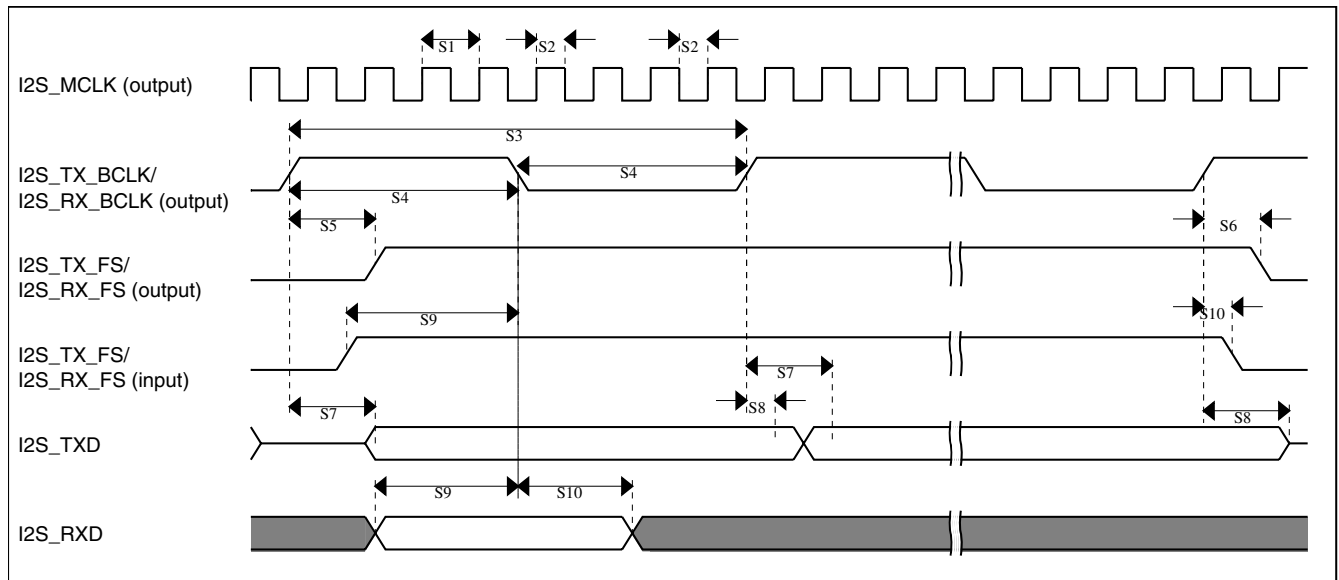 S1 S2 S2
I2S_MCLK (output)
S3
I2S_TX_BCLK/
I2S_RX_BCLK (output)
S4
S4
S5
S6
I2S_TX_FS/
I2S_RX_FS (output)
S9
S10
I2S_TX_FS/
I2S_RX_FS (input)
S7
S7
S8
S8
I2S_TXD
S9 S10
I2S_RXD